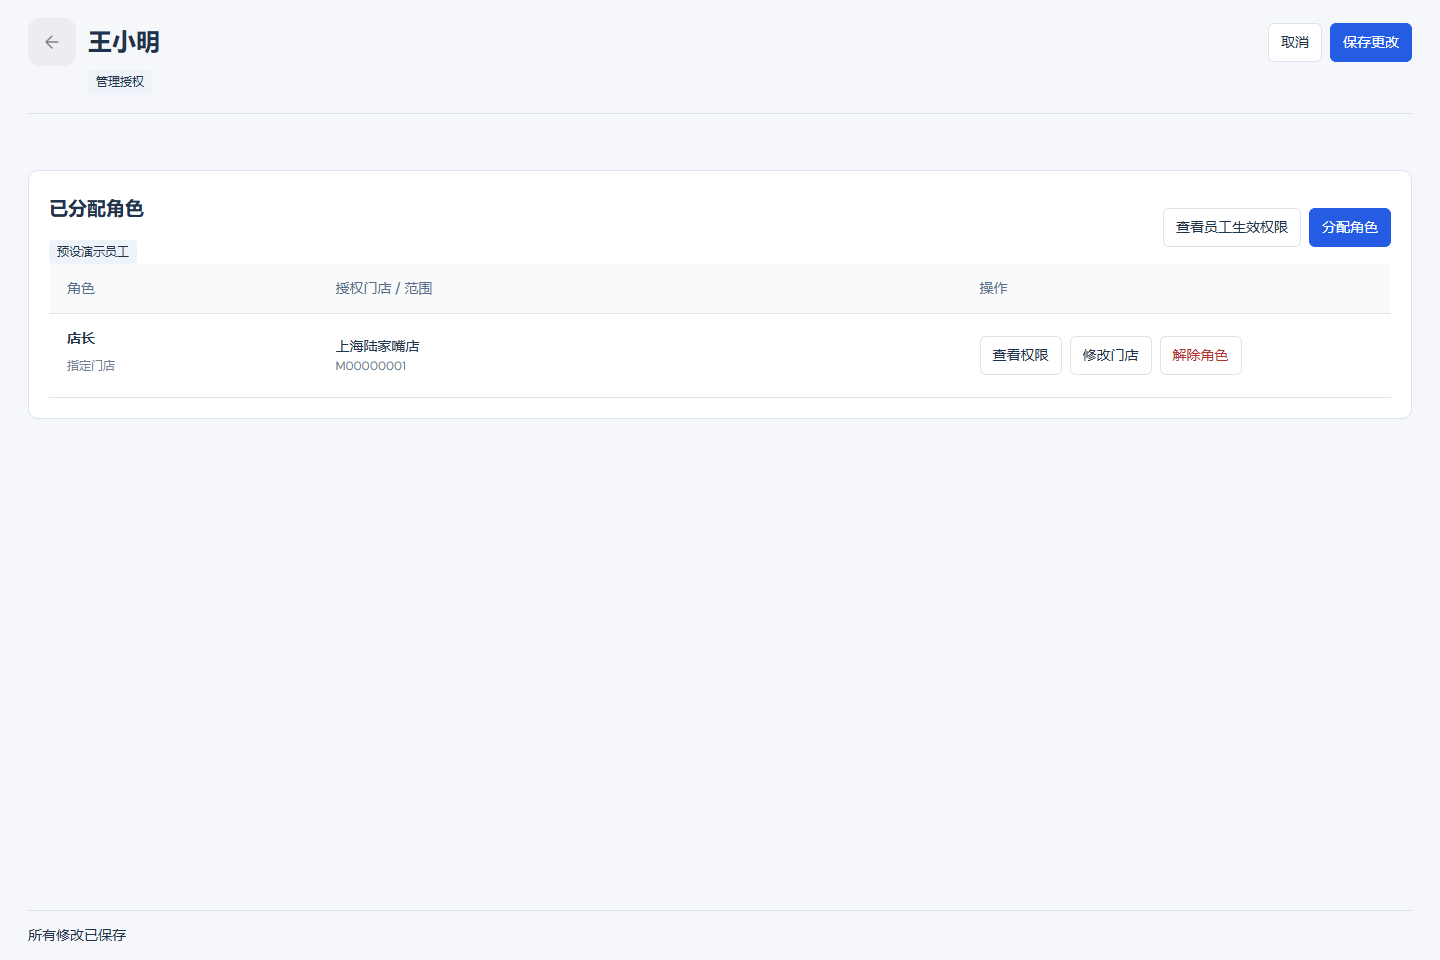 王小明
取消
保存更改
管理授权
已分配角色
查看员工生效权限
分配角色
预设演示员工
角色
授权门店 / 范围
操作
店长
指定门店
上海陆家嘴店
M00000001
查看权限
修改门店
解除角色
所有修改已保存